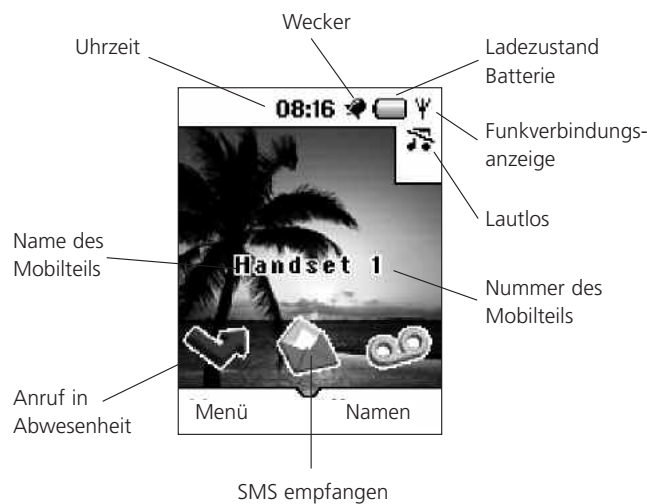 Wecker
Uhrzeit
Ladezustand
Batterie
08:16
Funkverbindungs-
anzeige
Lautlos
Name des
Mobilteils
Handset 1
Nummer des
Mobilteils
Anruf in
Abwesenheit
Menü
Namen
SMS empfangen